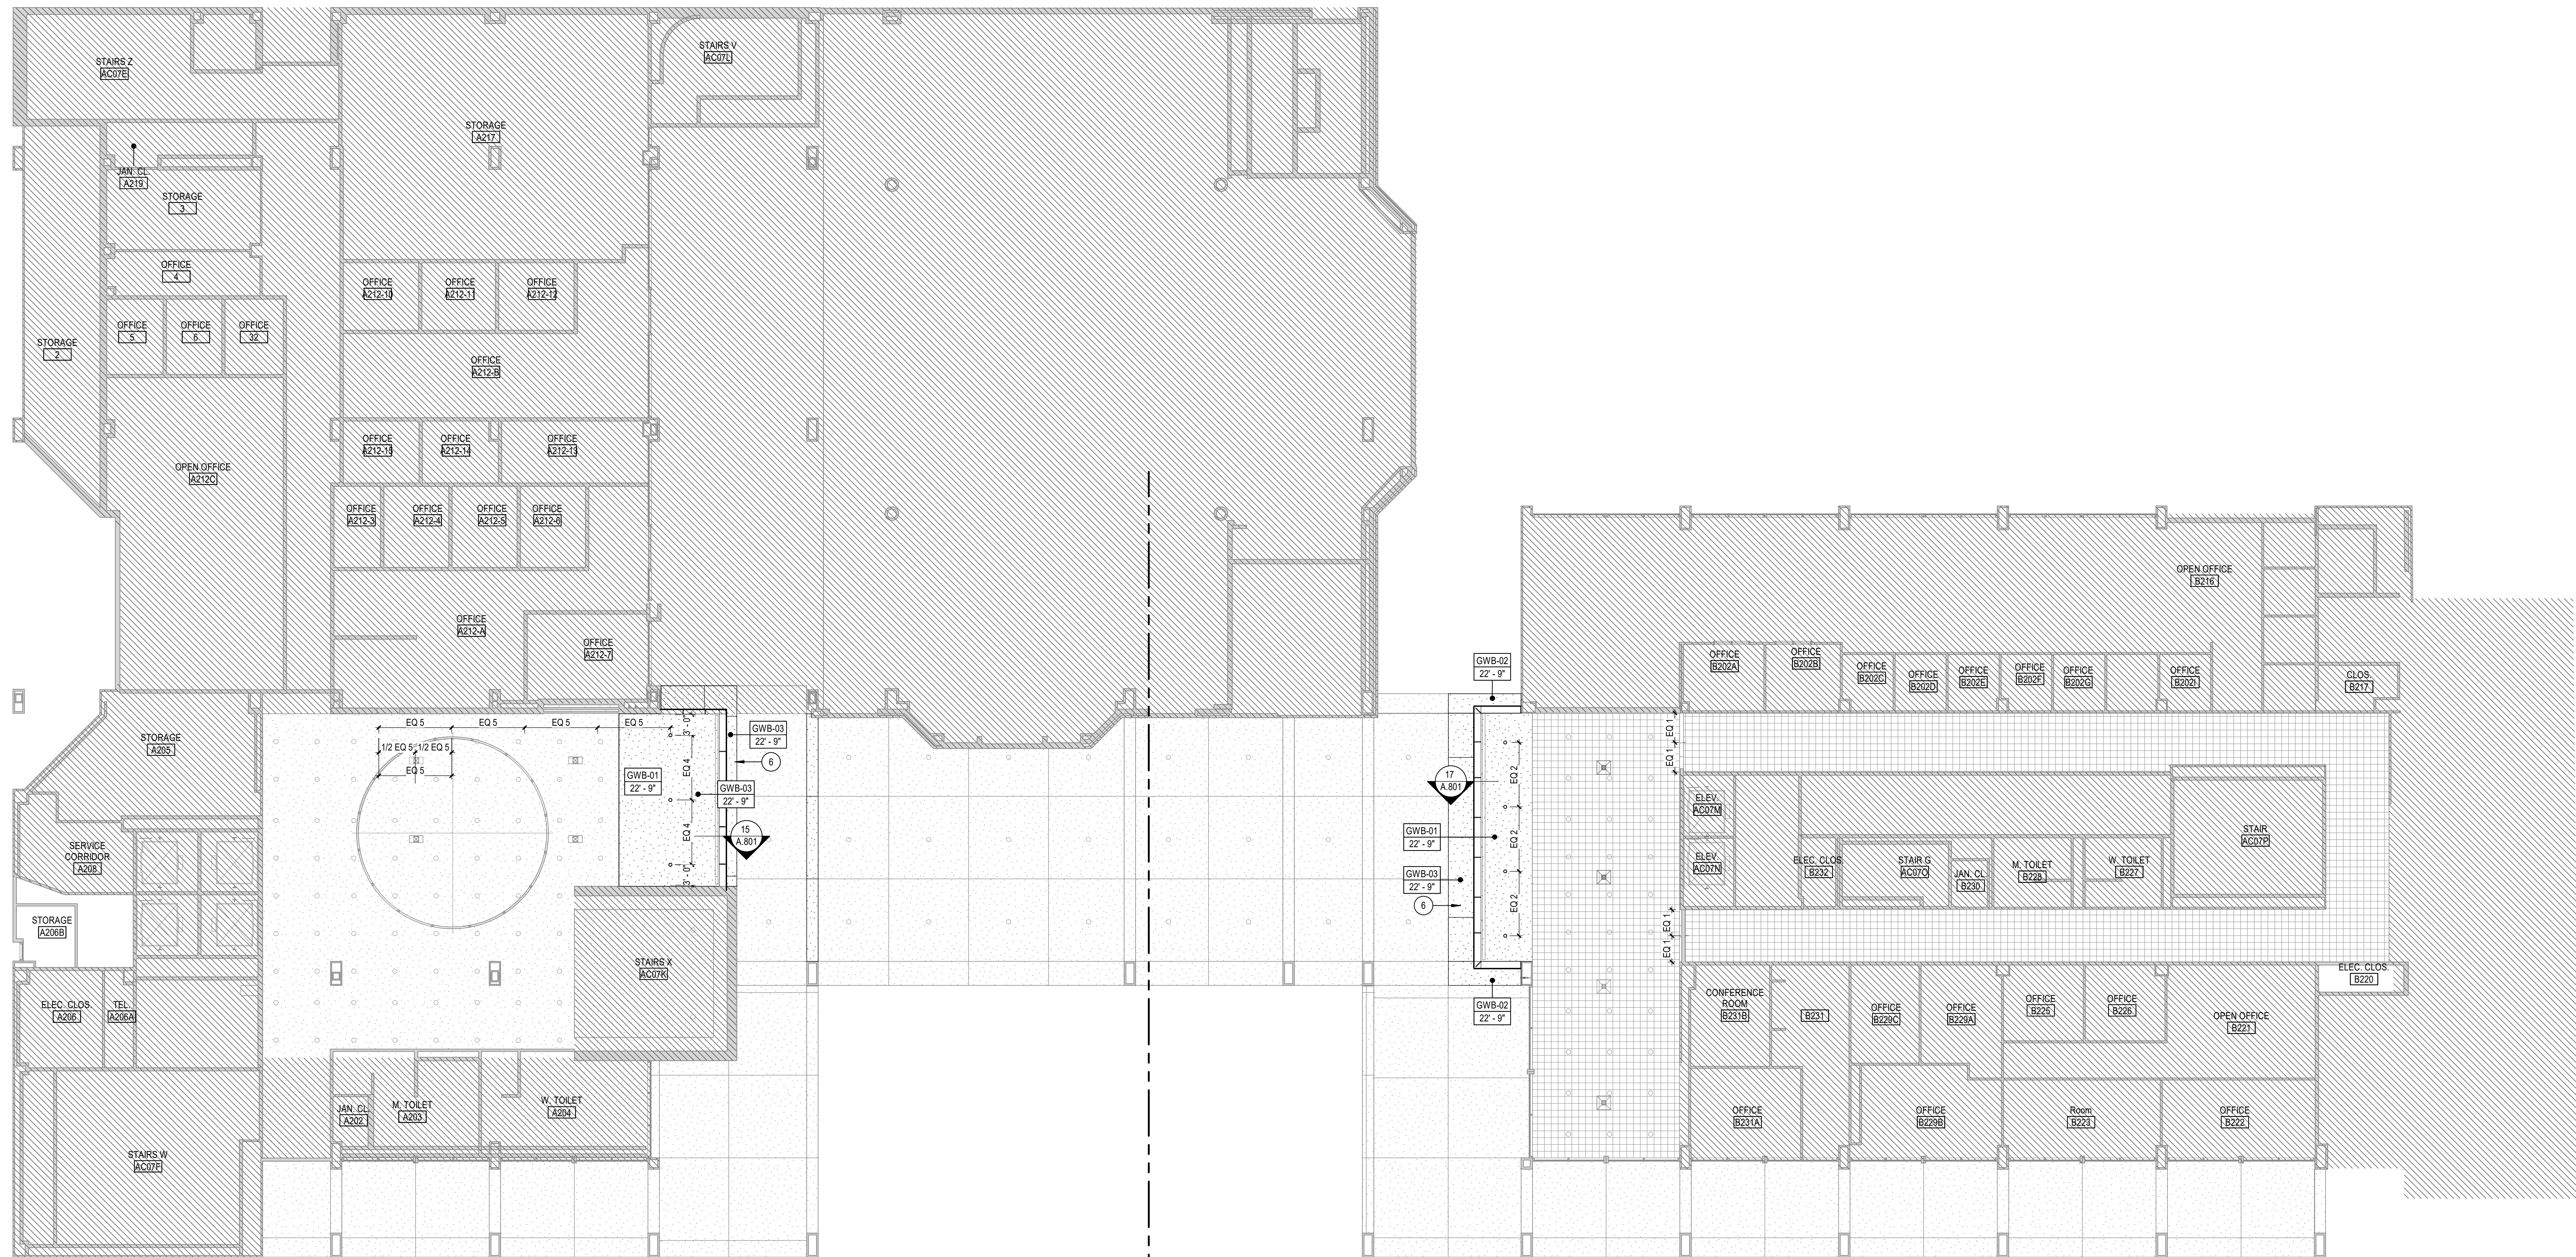 STAIRS Z
AC07E
STAIRS V
AC07L
STORAGE
A217
JAN. CL.
A219
STORAGE
3
OFFICE
4
OFFICE
A212-10
OFFICE
A212-11
OFFICE
A212-12
OFFICE
5
OFFICE
6
OFFICE
32
STORAGE
2
OFFICE
A212-B
OPEN OFFICE
A212C
OFFICE
A212-15
OFFICE
A212-14
OFFICE
A212-13
OFFICE
A212-3
OFFICE
A212-4
OFFICE
A212-5
OFFICE
A212-6
OFFICE
A212-A
OFFICE
A212-7
STORAGE
A205
EQ 5
EQ 5
EQ 5
EQ 5
1/2 EQ 5
1/2 EQ 5
EQ 5
3' - 0"
EQ 4
EQ 4
3' - 0"
GWB-01
22' - 9"
GWB-03
22' - 9"
6
GWB-03
22' - 9"
15
A.801
SERVICE
CORRIDOR
A208
STORAGE
A206B
STAIRS X
AC07K
ELEC. CLOS.
A206
TEL.
A206A
JAN. CL.
A202
M. TOILET
A203
W. TOILET
A204
STAIRS W
AC07F
GWB-02
22' - 9"
17
A.801
GWB-01
22' - 9"
GWB-03
22' - 9"
6
GWB-02
22' - 9"
EQ 2
EQ 2
EQ 2
EQ 1
EQ 1
EQ 1
EQ 1
OPEN OFFICE
B216
OFFICE
B202A
OFFICE
B202B
OFFICE
B202C
OFFICE
B202D
OFFICE
B202E
OFFICE
B202F
OFFICE
B202G
OFFICE
B202I
CLOS.
B217
ELEV.
AC07M
ELEV.
AC07N
ELEC. CLOS.
B232
STAIR G
AC07O
JAN. CL.
B230
M. TOILET
B228
W. TOILET
B227
STAIR
AC07P
ELEC. CLOS.
B220
CONFERENCE
ROOM
B231B
B231
OFFICE
B229C
OFFICE
B229A
OFFICE
B225
OFFICE
B226
OPEN OFFICE
B221
OFFICE
B231A
OFFICE
B229B
Room
B223
OFFICE
B222